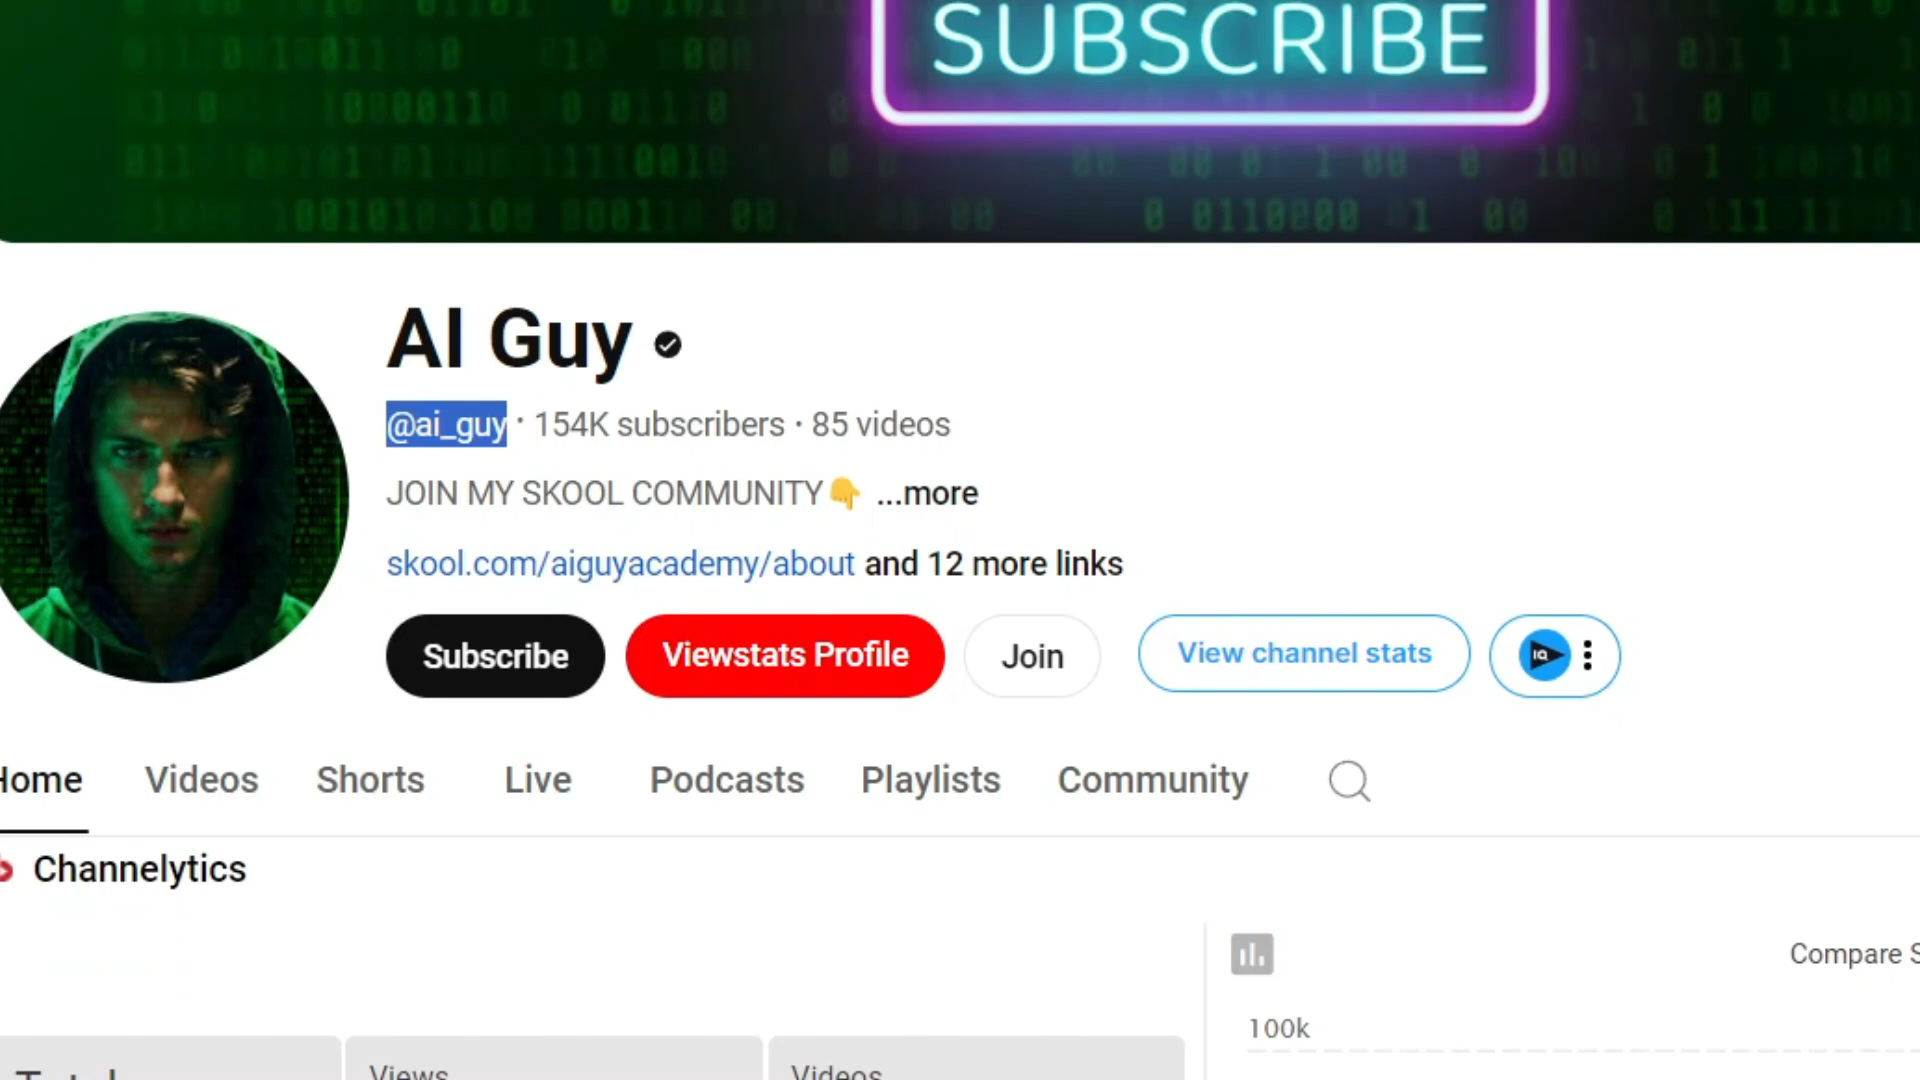 SUBSCRIBE
AI Guy
@ai_guy · 154K subscribers · 85 videos
JOIN MY SKOOL COMMUNITY👇 ...more
skool.com/aiguyacademy/about and 12 more links
Subscribe Viewstats Profile Join View channel stats IQ
Home Videos Shorts Live Podcasts Playlists Community
Channelytics
Compare S
100k
Views Videos